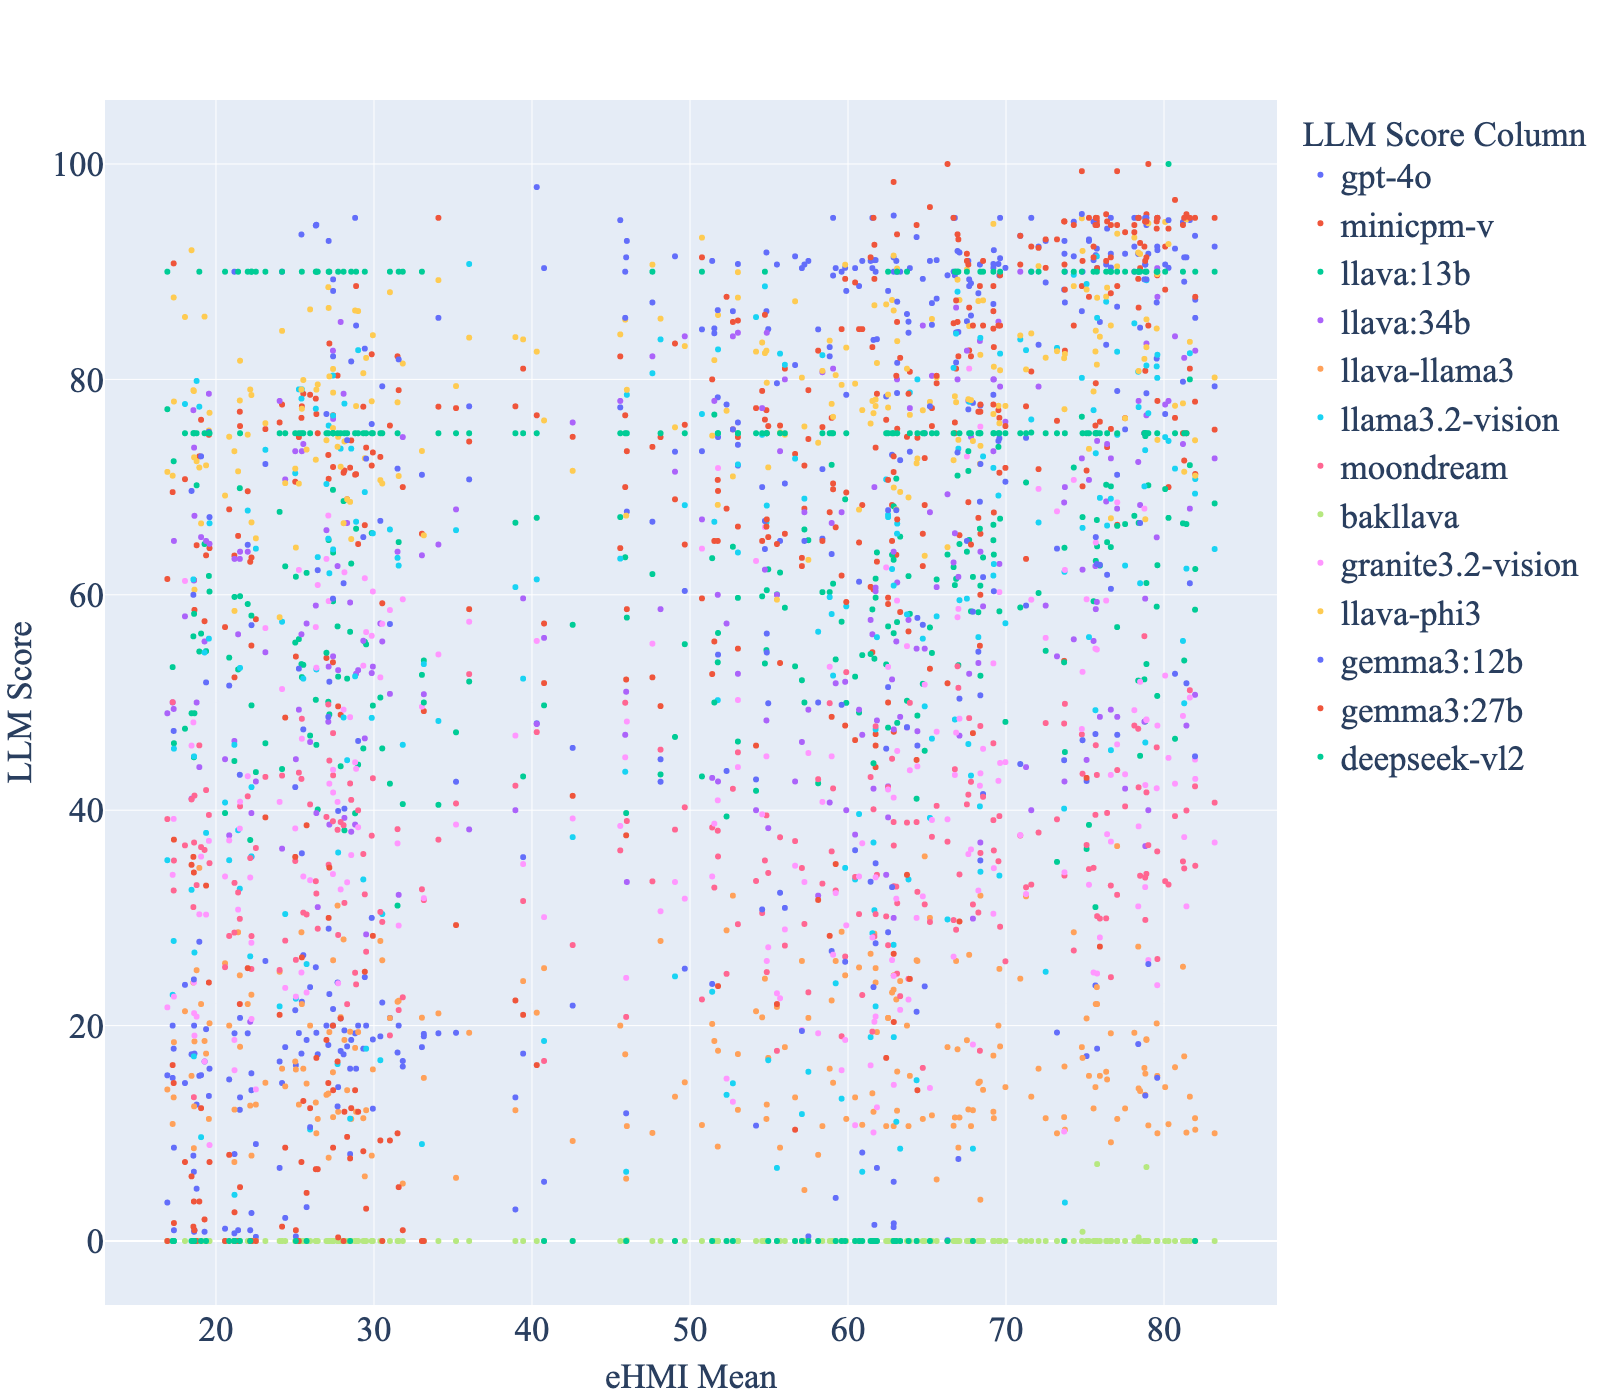 LLM Score Column
gpt-4o
minicpm-v
llava:13b
llava:34b
llava-llama3
llama3.2-vision
moondream
bakllava
granite3.2-vision
llava-phi3
gemma3:12b
gemma3:27b
deepseek-vl2
100
80
60
40
20
0
LLM Score
20 30 40 50 60 70 80
eHMI Mean